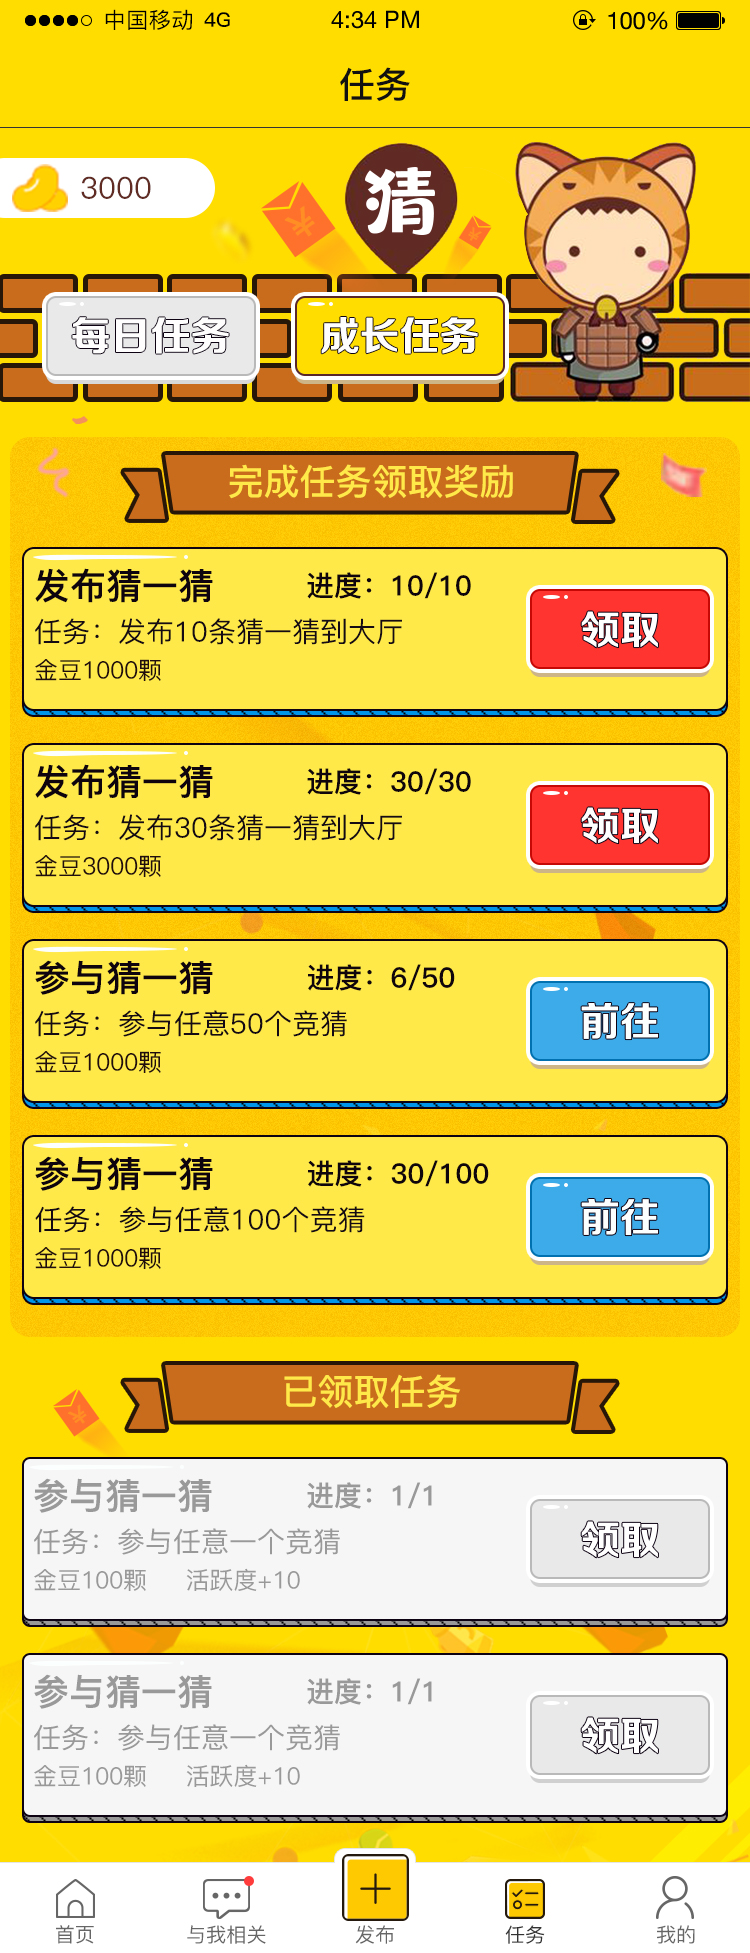 中国移动 4G 4:34 PM 100%
任务
3000
猜
每日任务 成长任务
完成任务领取奖励
发布猜一猜 进度：10/10
任务：发布10条猜一猜到大厅
金豆1000颗
领取
发布猜一猜 进度：30/30
任务：发布30条猜一猜到大厅
金豆3000颗
领取
参与猜一猜 进度：6/50
任务：参与任意50个竞猜
金豆1000颗
前往
参与猜一猜 进度：30/100
任务：参与任意100个竞猜
金豆1000颗
前往
已领取任务
参与猜一猜 进度：1/1
任务：参与任意一个竞猜
金豆100颗 活跃度+10
领取
参与猜一猜 进度：1/1
任务：参与任意一个竞猜
金豆100颗 活跃度+10
领取
首页 与我相关 发布 任务 我的